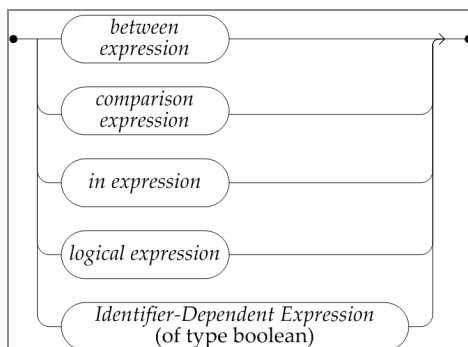 between
expression
comparison
expression
in expression
logical expression
Identifier-Dependent Expression
(of type boolean)